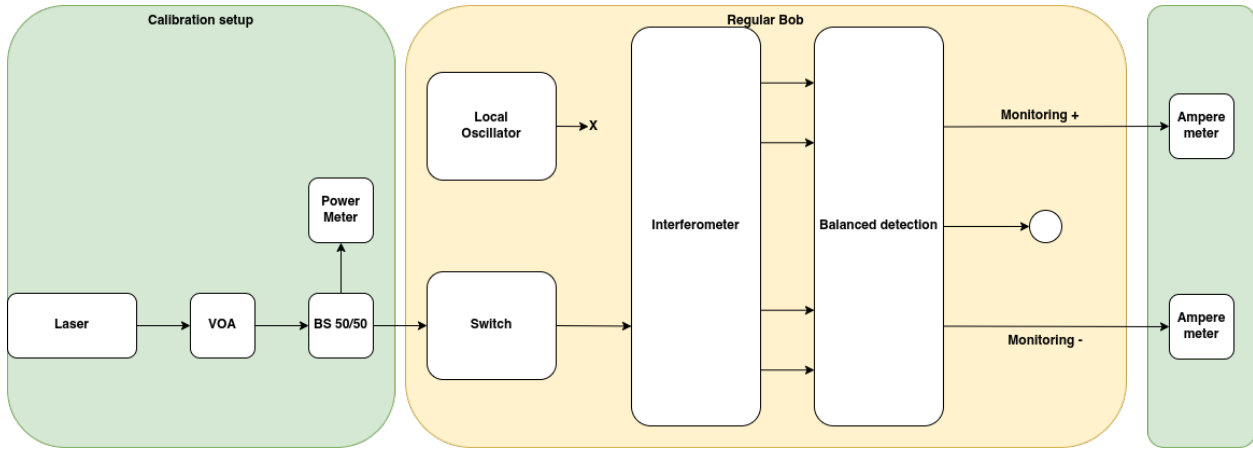 Calibration setup
Regular Bob
Local
Oscillator
X
Power
Meter
Laser
VOA
BS 50/50
Switch
Interferometer
Balanced detection
Monitoring +
Monitoring -
Ampere
meter
Ampere
meter